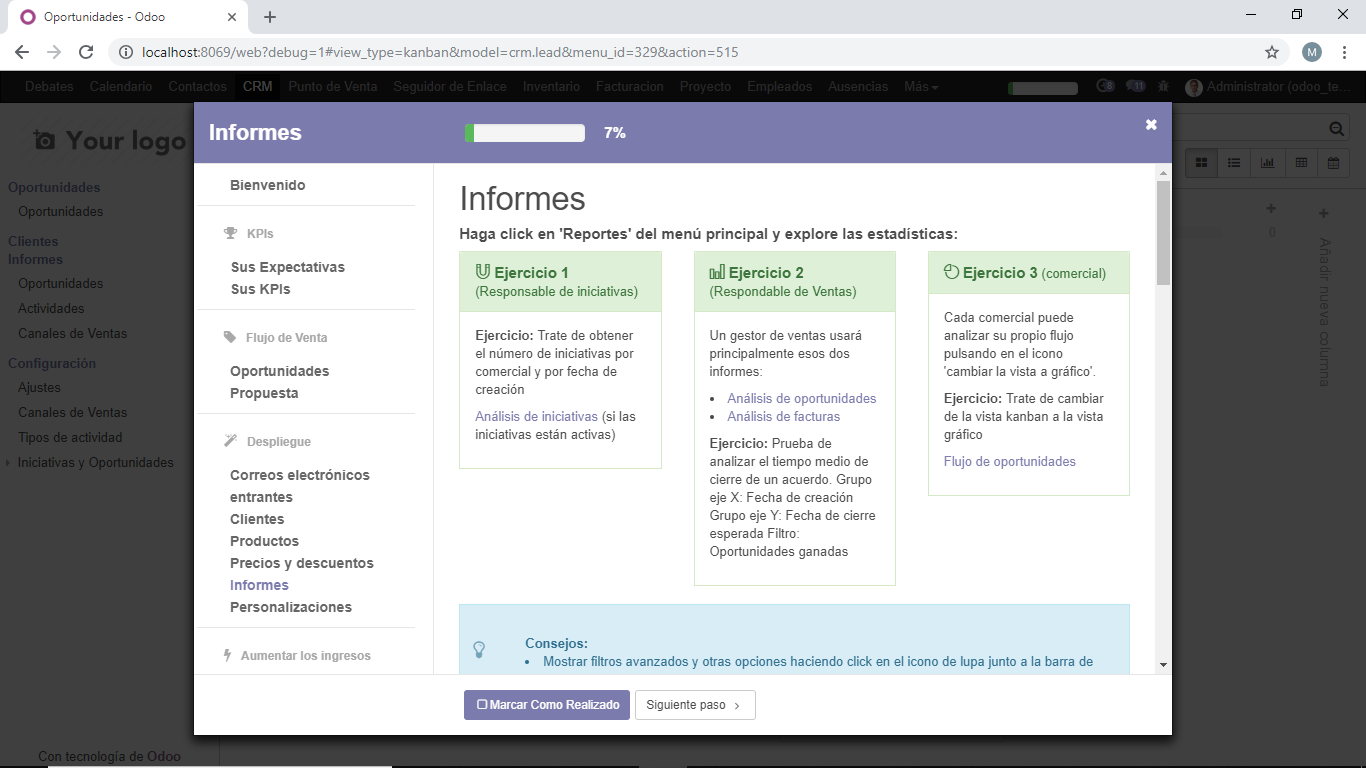 Oportunidades - Odoo
localhost:8069/web?debug=1#view_type=kanban&model=crm.lead&menu_id=329&action=515
M
Debates Calendario Contactos CRM Punto de Venta Seguidor de Enlace Inventario Facturacion Proyecto Empleados Ausencias Más 8 11 Administrator (odoo_te...
Your logo
Oportunidades
Oportunidades
Clientes
Informes
Oportunidades
Actividades
Canales de Ventas
Configuración
Ajustes
Canales de Ventas
Tipos de actividad
Iniciativas y Oportunidades
Con tecnología de Odoo
Informes 7%
Bienvenido
KPIs
Sus Expectativas
Sus KPIs
Flujo de Venta
Oportunidades
Propuesta
Despliegue
Correos electrónicos
entrantes
Clientes
Productos
Precios y descuentos
Informes
Personalizaciones
Aumentar los ingresos
Informes
Haga click en 'Reportes' del menú principal y explore las estadísticas:
Ejercicio 1
(Responsable de iniciativas)
Ejercicio: Trate de obtener
el número de iniciativas por
comercial y por fecha de
creación
Análisis de iniciativas (si las
iniciativas están activas)
Ejercicio 2
(Respondable de Ventas)
Un gestor de ventas usará
principalmente esos dos
informes:
• Análisis de oportunidades
• Análisis de facturas
Ejercicio: Prueba de
analizar el tiempo medio de
cierre de un acuerdo. Grupo
eje X: Fecha de creación
Grupo eje Y: Fecha de cierre
esperada Filtro:
Oportunidades ganadas
Ejercicio 3 (comercial)
Cada comercial puede
analizar su propio flujo
pulsando en el icono
'cambiar la vista a gráfico'.
Ejercicio: Trate de cambiar
de la vista kanban a la vista
gráfico
Flujo de oportunidades
Consejos:
• Mostrar filtros avanzados y otras opciones haciendo click en el icono de lupa junto a la barra de
Marcar Como Realizado
Siguiente paso
0
Añadir nueva columna